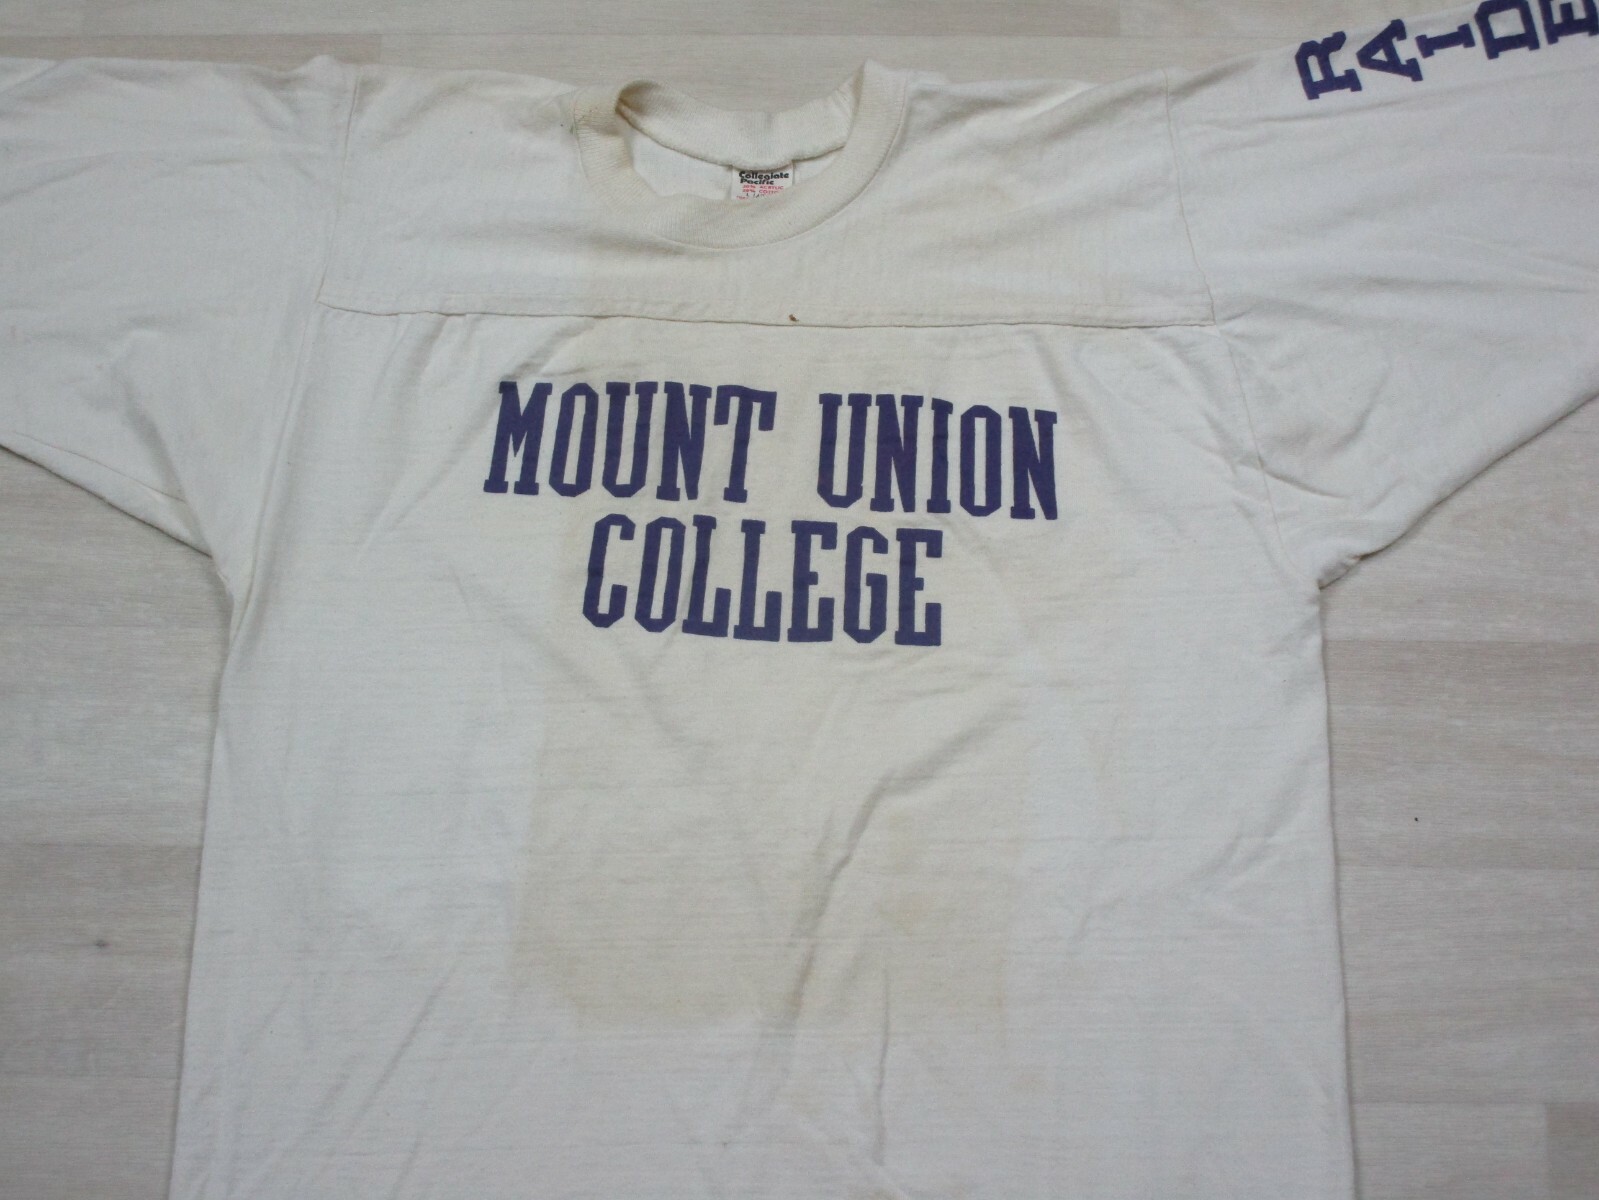 MOUNT UNION
COLLEGE
RAIDE
Collegiate
Pacific